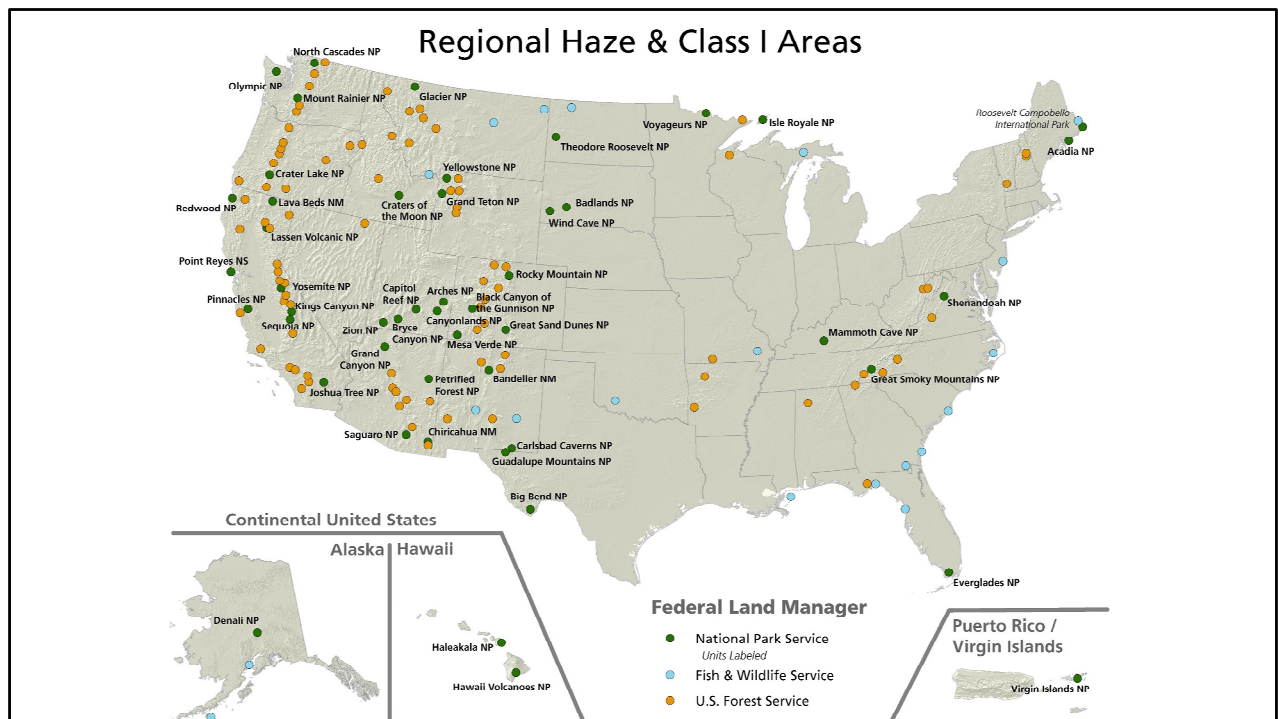 Regional Haze & Class I Areas
North Cascades NP
Olympic NP
Mount Rainier NP
Glacier NP
Voyageurs NP
Isle Royale NP
Roosevelt Campobello
International Park
Acadia NP
Theodore Roosevelt NP
Crater Lake NP
Yellowstone NP
Redwood NP
Lava Beds NM
Craters of
the Moon NP
Grand Teton NP
Badlands NP
Wind Cave NP
Lassen Volcanic NP
Point Reyes NS
Rocky Mountain NP
Yosemite NP
Capitol
Reef NP
Arches NP
Black Canyon of
the Gunnison NP
Pinnacles NP
Kings Canyon NP
Shenandoah NP
Sequoia NP
Zion NP
Bryce
Canyon NP
Canyonlands NP
Great Sand Dunes NP
Mammoth Cave NP
Mesa Verde NP
Grand
Canyon NP
Joshua Tree NP
Petrified
Forest NP
Bandelier NM
Great Smoky Mountains NP
Saguaro NP
Chiricahua NM
Carlsbad Caverns NP
Guadalupe Mountains NP
Big Bend NP
Everglades NP
Continental United States
Alaska
Hawaii
Denali NP
Haleakala NP
Hawaii Volcanoes NP
Federal Land Manager
National Park Service
Units Labeled
Fish & Wildlife Service
U.S. Forest Service
Puerto Rico /
Virgin Islands
Virgin Islands NP